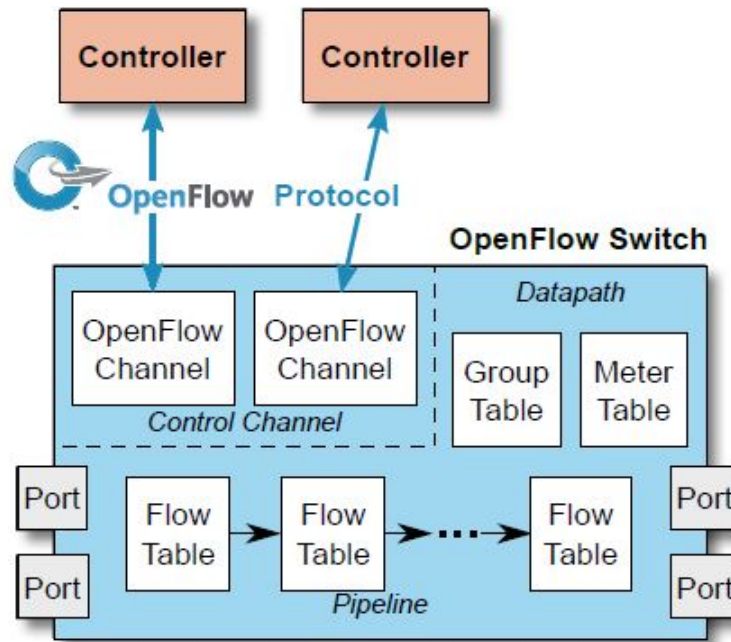 Controller
Controller
OpenFlow Protocol
TM
OpenFlow Switch
Datapath
OpenFlow
Channel
OpenFlow
Channel
Group
Table
Meter
Table
Control Channel
Port
Port
Flow
Table
Flow
Table
...
Flow
Table
Port
Port
Pipeline